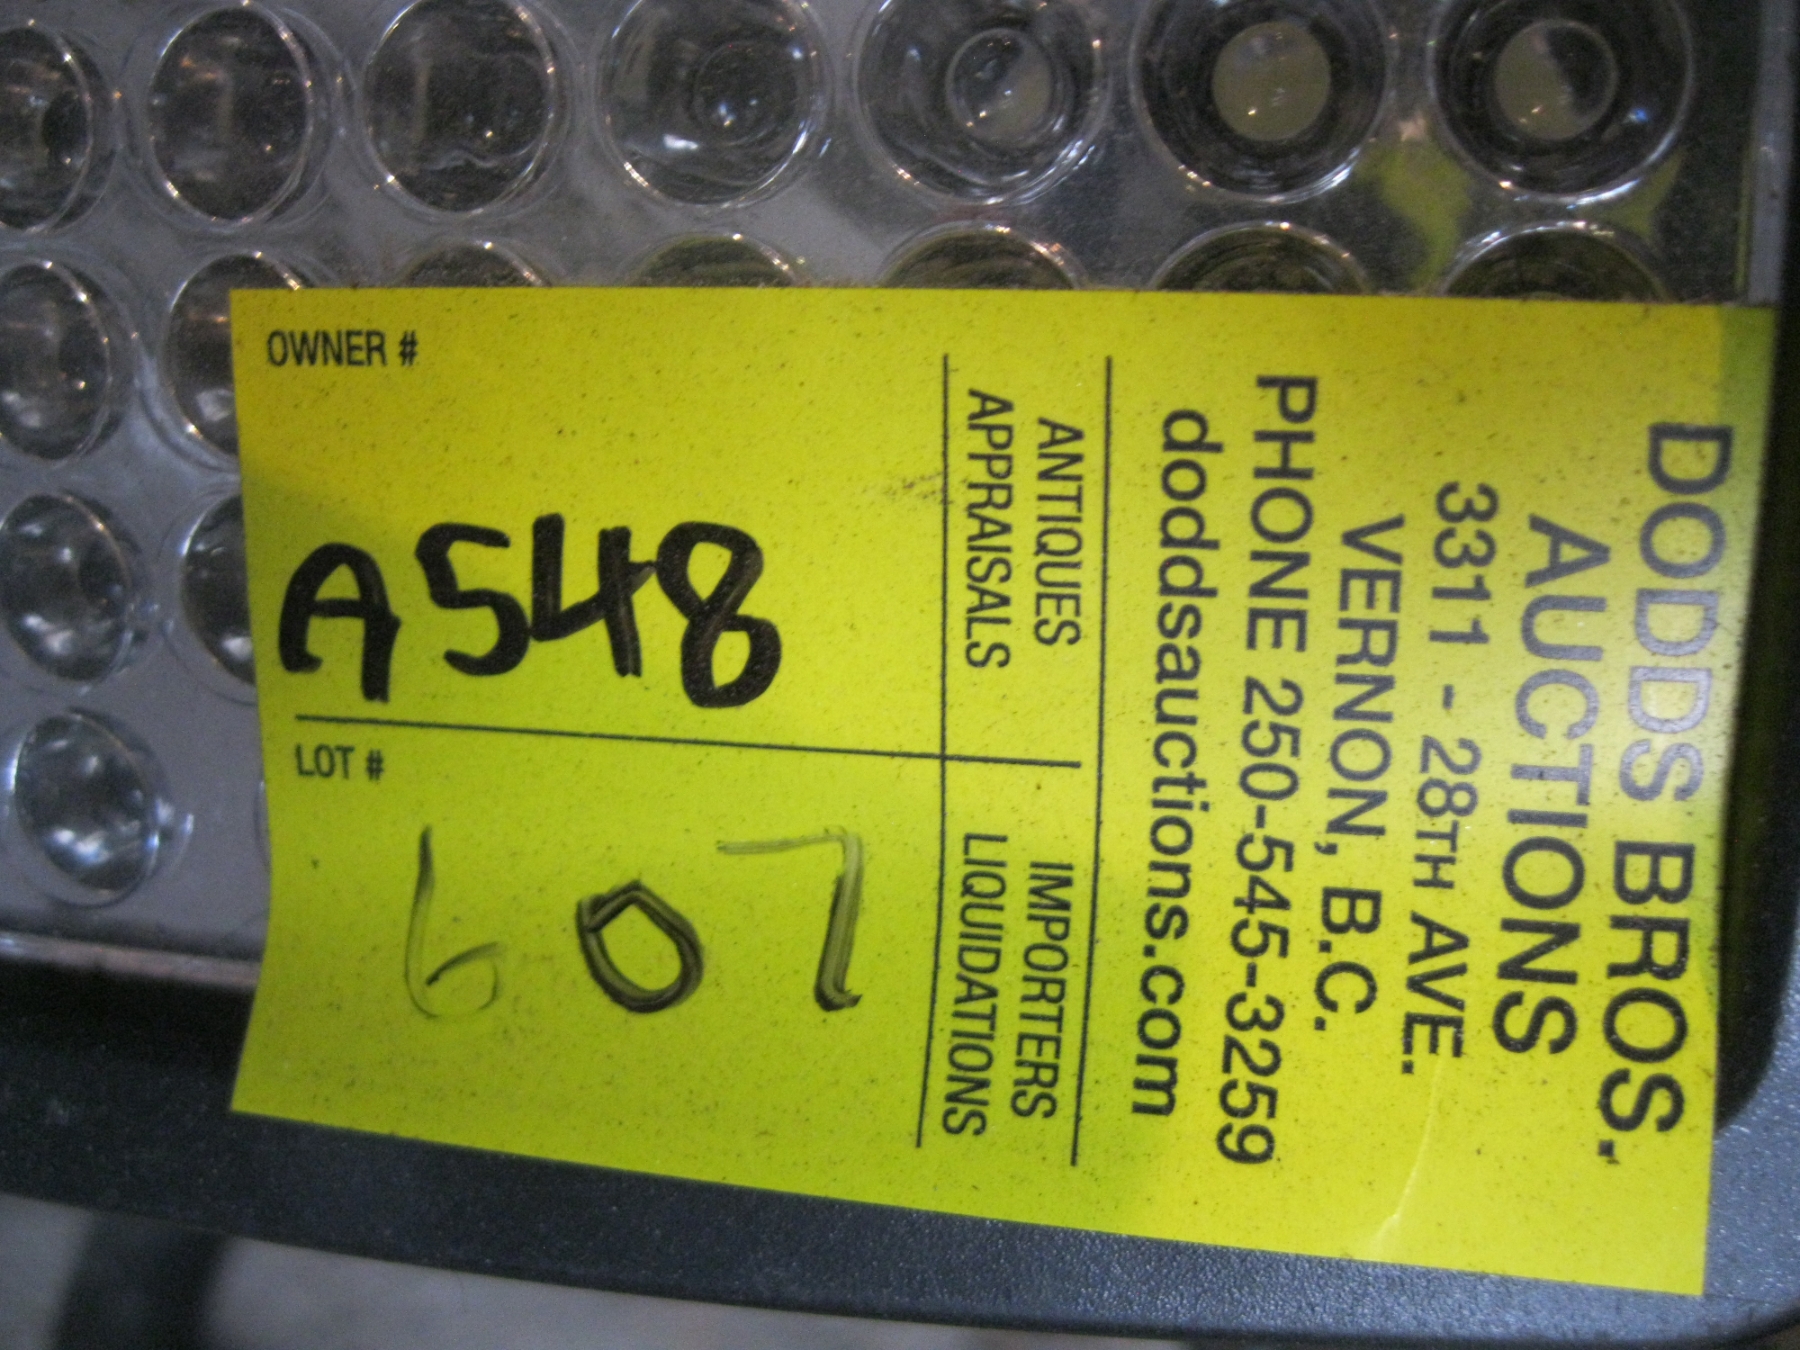 DODDS BROS.
AUCTIONS
3311 - 28TH AVE.
VERNON, B.C.
PHONE 250-545-3259
doddsauctions.com
ANTIQUES
APPRAISALS
IMPORTERS
LIQUIDATIONS
OWNER #
A548
LOT #
607